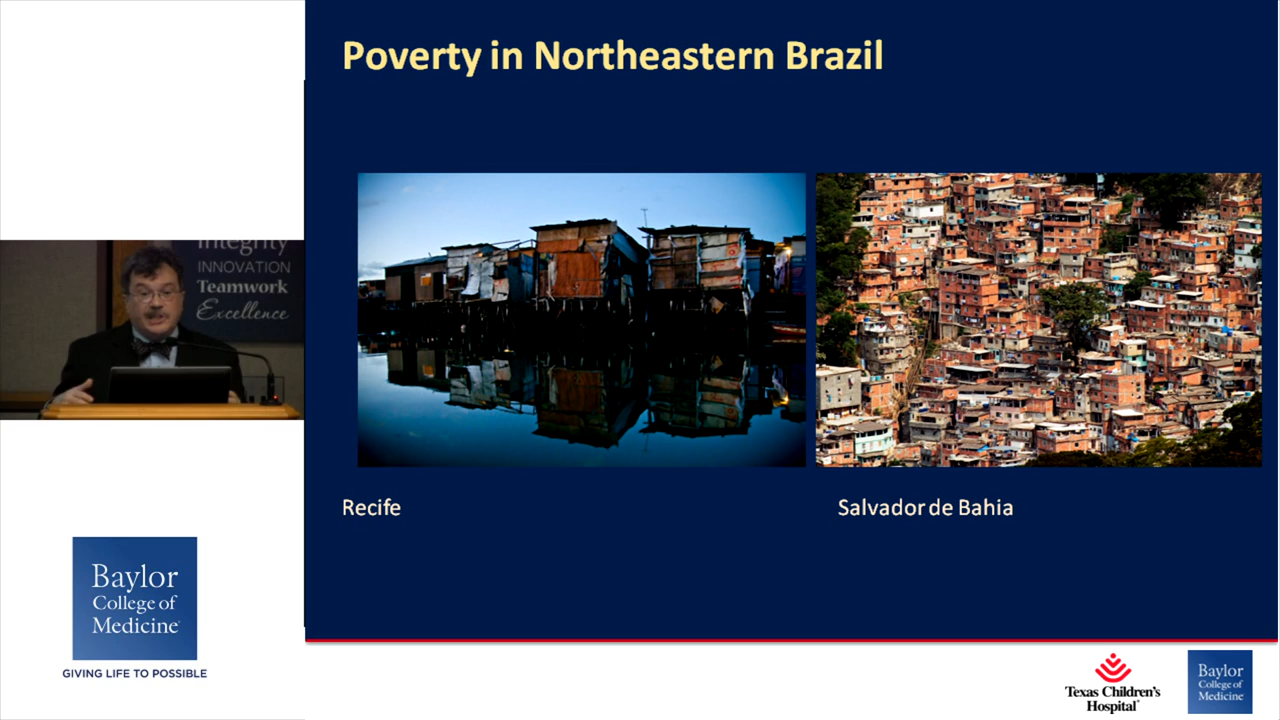 Poverty in Northeastern Brazil
Integrity
INNOVATION
Teamwork
Excellence
Recife
Salvador de Bahia
Baylor
College of
Medicine
GIVING LIFE TO POSSIBLE
Texas Children's
Hospital
Baylor
College of
Medicine